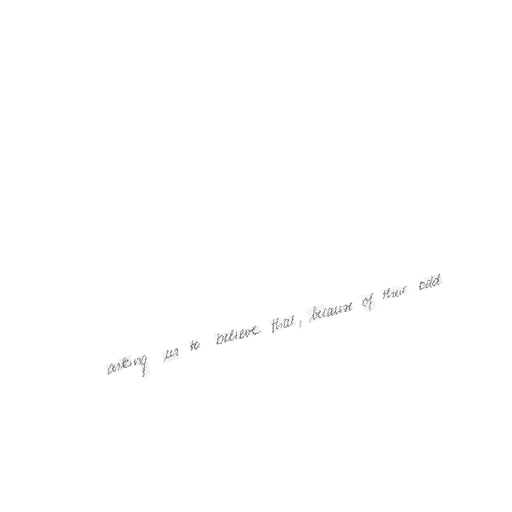 asking us to believe that, because of their odd